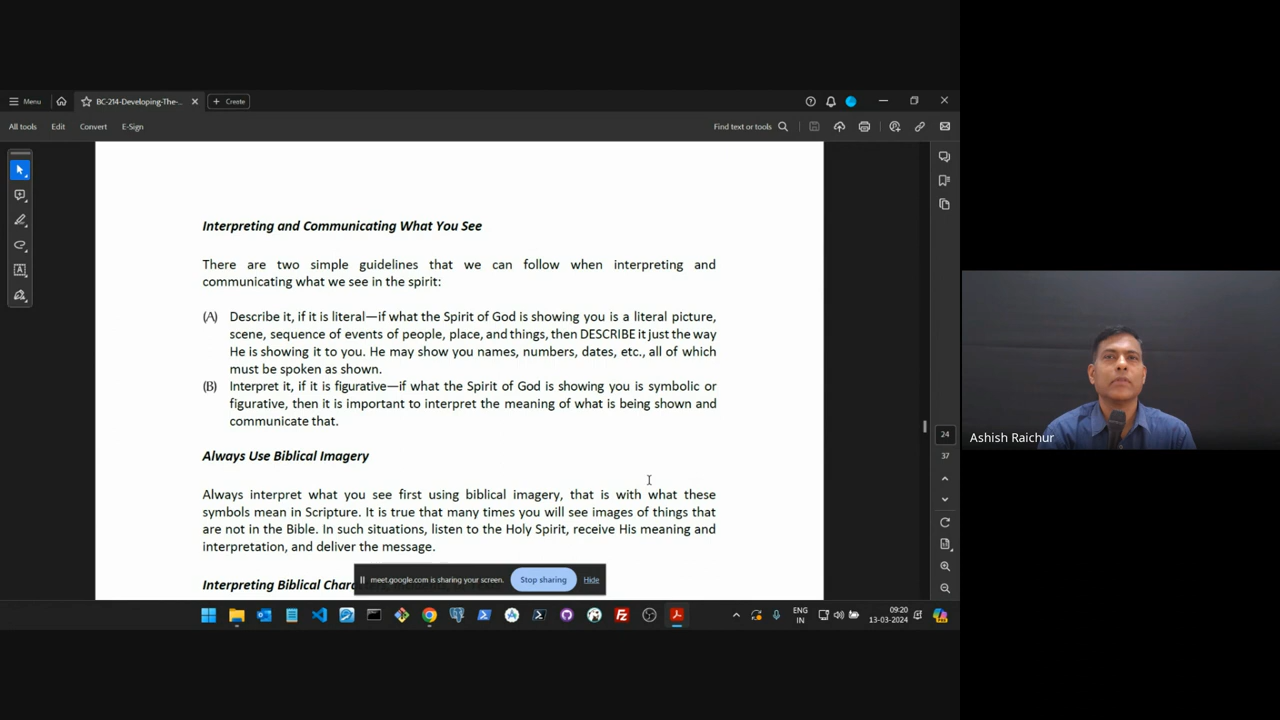 Menu
BC-214-Developing-The-...
Create
All tools
Edit
Convert
E-Sign
Find text or tools
Interpreting and Communicating What You See
There are two simple guidelines that we can follow when interpreting and
communicating what we see in the spirit:
(A) Describe it, if it is literal—if what the Spirit of God is showing you is a literal picture,
scene, sequence of events of people, place, and things, then DESCRIBE it just the way
He is showing it to you. He may show you names, numbers, dates, etc., all of which
must be spoken as shown.
(B) Interpret it, if it is figurative—if what the Spirit of God is showing you is symbolic or
figurative, then it is important to interpret the meaning of what is being shown and
communicate that.
Always Use Biblical Imagery
Always interpret what you see first using biblical imagery, that is with what these
symbols mean in Scripture. It is true that many times you will see images of things that
are not in the Bible. In such situations, listen to the Holy Spirit, receive His meaning and
interpretation, and deliver the message.
Interpreting Biblical
meet.google.com is sharing your screen.
Stop sharing
Hide
24
37
ENG
IN
09:20
13-03-2024
Ashish Raichur